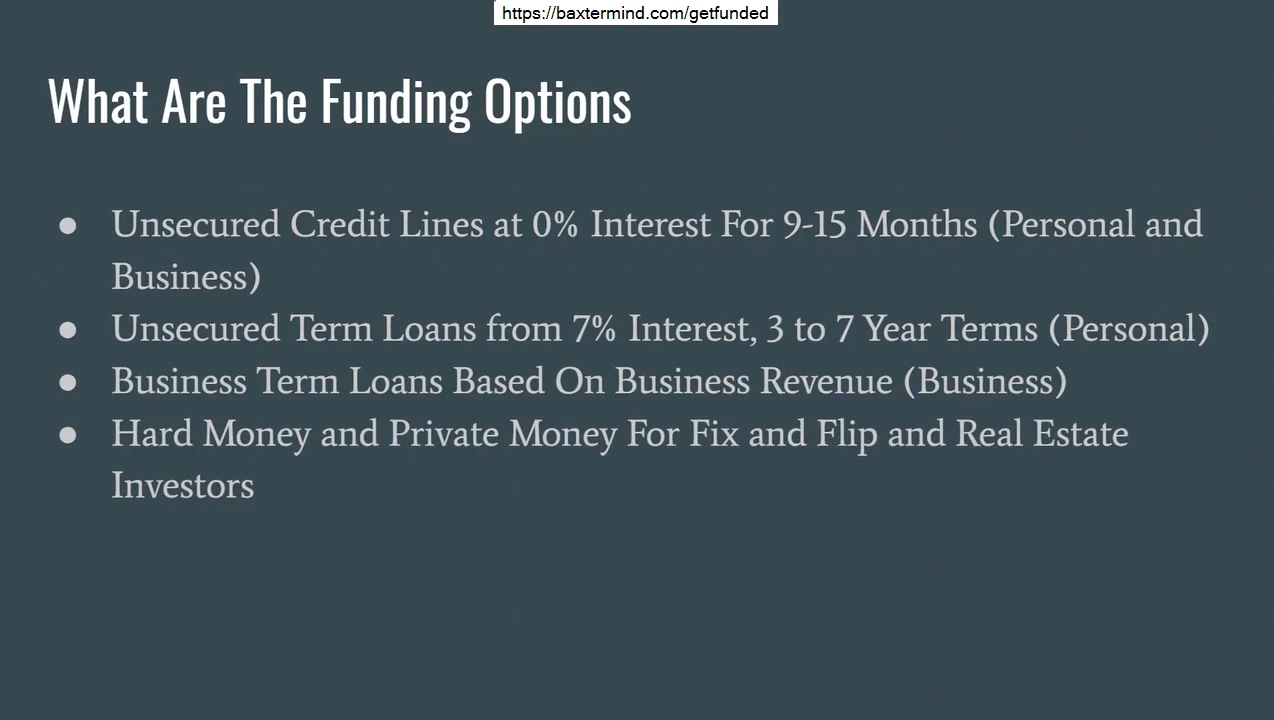 https://baxtermind.com/getfunded
What Are The Funding Options
● Unsecured Credit Lines at 0% Interest For 9-15 Months (Personal and
Business)
● Unsecured Term Loans from 7% Interest, 3 to 7 Year Terms (Personal)
● Business Term Loans Based On Business Revenue (Business)
● Hard Money and Private Money For Fix and Flip and Real Estate
Investors